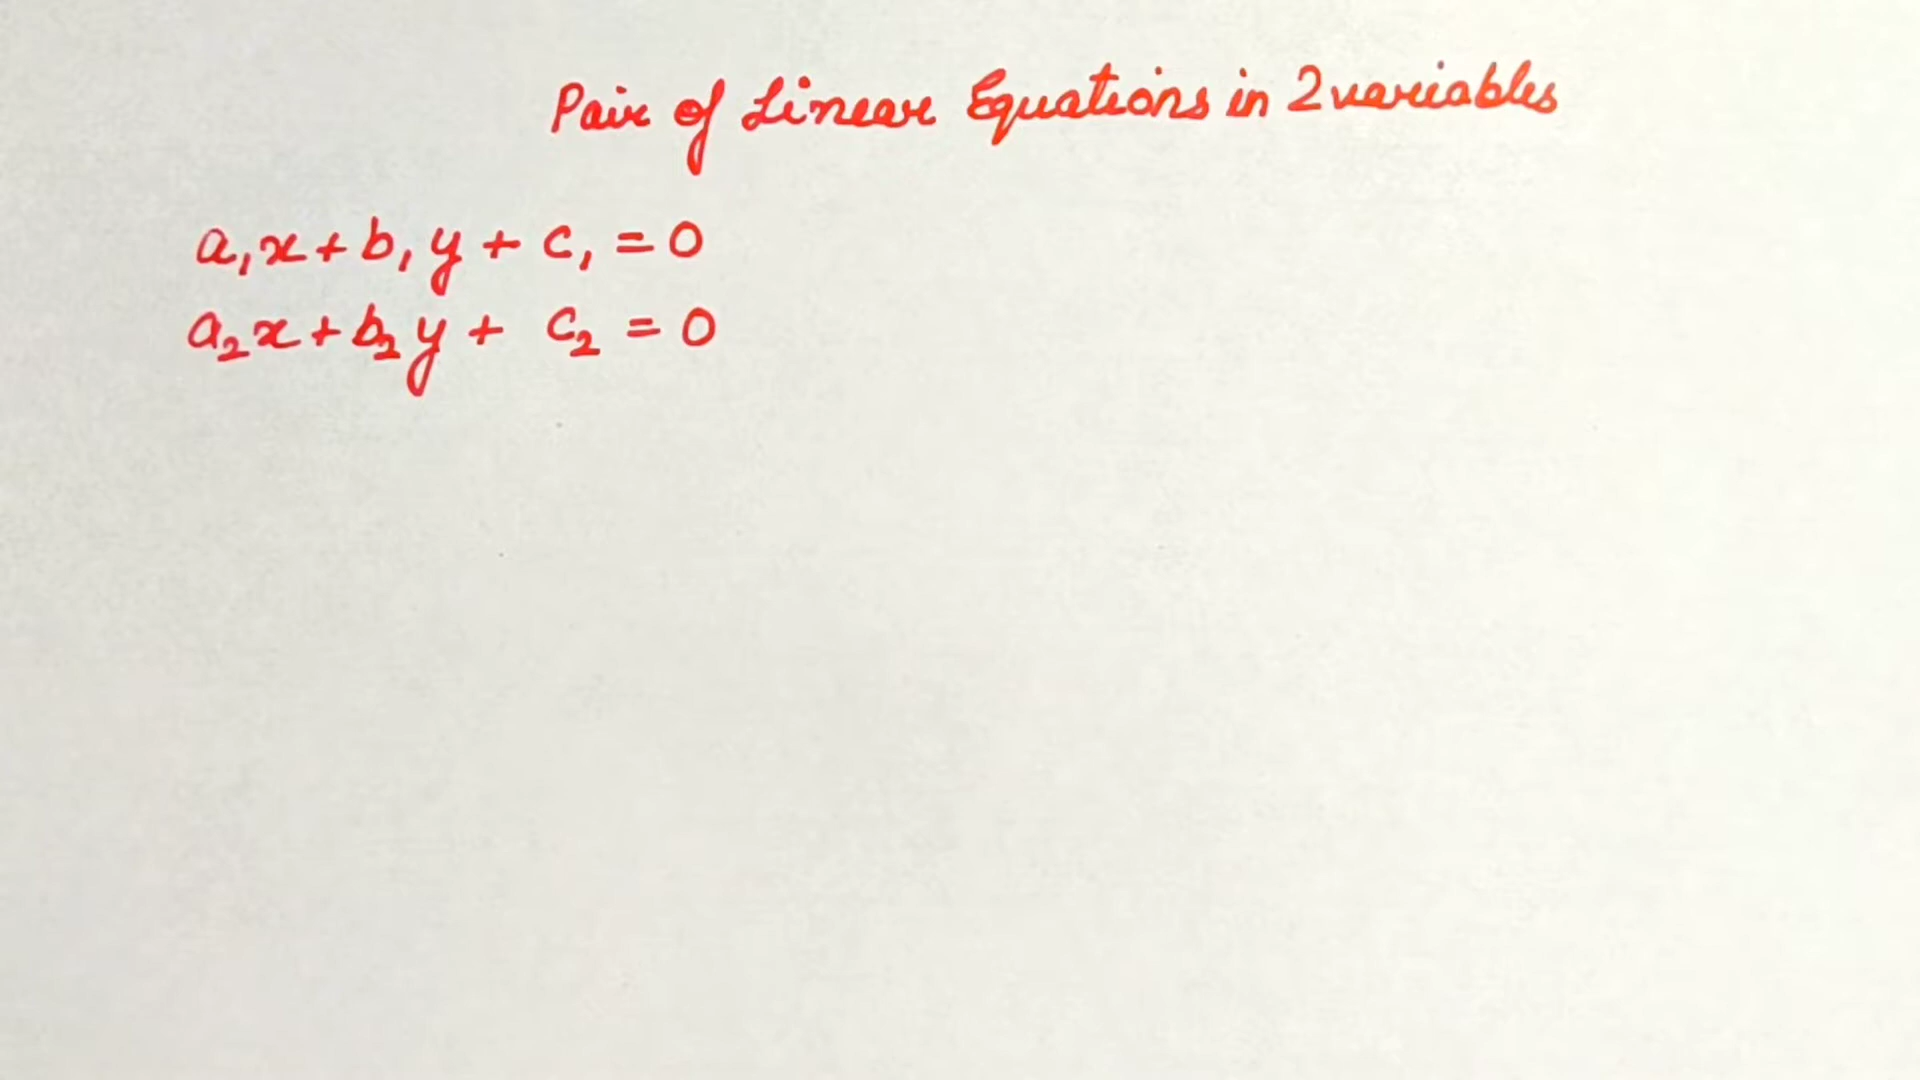 Pair of Linear Equations in 2 variables
a₁x + b₁y + c₁ = 0
a₂x + b₂y + c₂ = 0